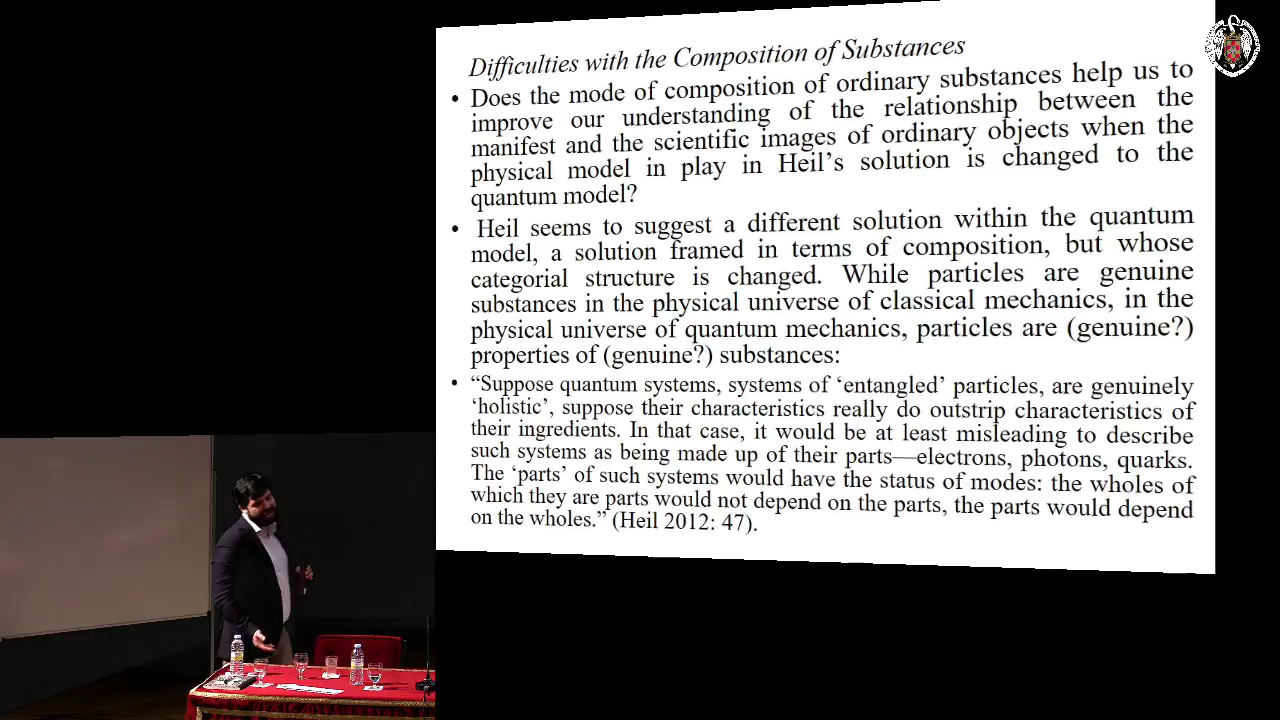 Difficulties with the Composition of Substances
• Does the mode of composition of ordinary substances help us to
improve our understanding of the relationship between the
manifest and the scientific images of ordinary objects when the
physical model in play in Heil’s solution is changed to the
quantum model?
• Heil seems to suggest a different solution within the quantum
model, a solution framed in terms of composition, but whose
categorial structure is changed. While particles are genuine
substances in the physical universe of classical mechanics, in the
physical universe of quantum mechanics, particles are (genuine?)
properties of (genuine?) substances:
• “Suppose quantum systems, systems of ‘entangled’ particles, are genuinely
‘holistic’, suppose their characteristics really do outstrip characteristics of
their ingredients. In that case, it would be at least misleading to describe
such systems as being made up of their parts—electrons, photons, quarks.
The ‘parts’ of such systems would have the status of modes: the wholes of
which they are parts would not depend on the parts, the parts would depend
on the wholes.” (Heil 2012: 47).